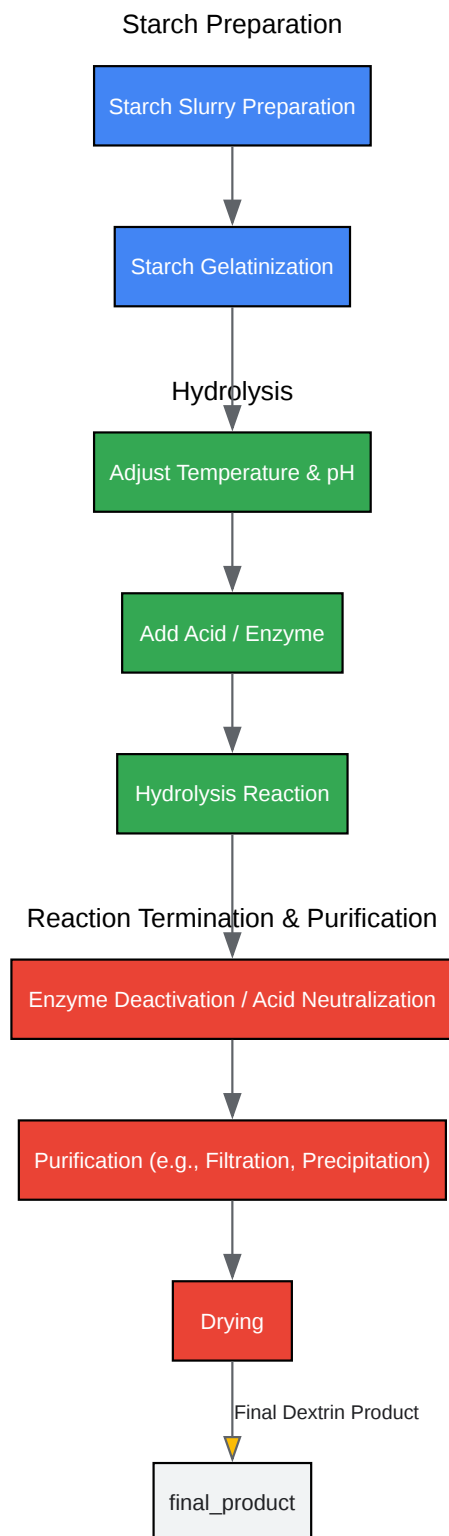 Starch Preparation
Starch Slurry Preparation
Starch Gelatinization
Hydrolysis
Adjust Temperature & pH
Add Acid / Enzyme
Hydrolysis Reaction
Reaction Termination & Purification
Enzyme Deactivation / Acid Neutralization
Purification (e.g., Filtration, Precipitation)
Drying
Final Dextrin Product
final_product